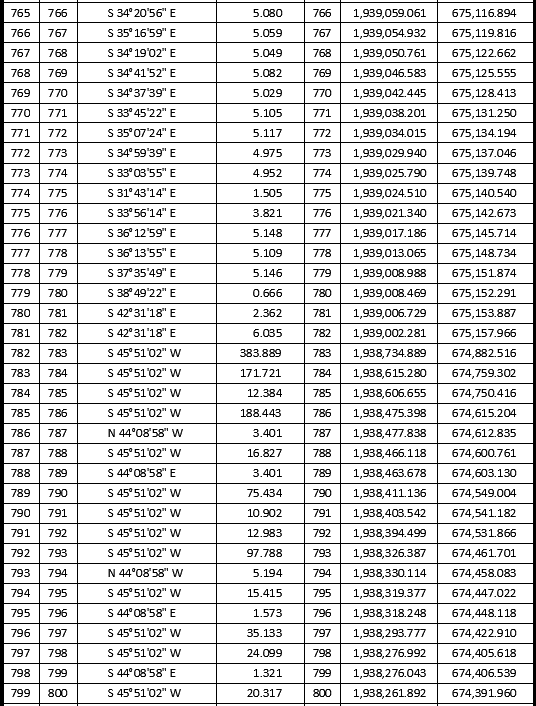 765 766 S 34°20'56" E 5.080 766 1,939,059.061 675,116.894
766 767 S 35°16'59" E 5.059 767 1,939,054.932 675,119.816
767 768 S 34°19'02" E 5.049 768 1,939,050.761 675,122.662
768 769 S 34°41'52" E 5.082 769 1,939,046.583 675,125.555
769 770 S 34°37'39" E 5.029 770 1,939,042.445 675,128.413
770 771 S 33°45'22" E 5.105 771 1,939,038.201 675,131.250
771 772 S 35°07'24" E 5.117 772 1,939,034.015 675,134.194
772 773 S 34°59'39" E 4.975 773 1,939,029.940 675,137.046
773 774 S 33°03'55" E 4.952 774 1,939,025.790 675,139.748
774 775 S 31°43'14" E 1.505 775 1,939,024.510 675,140.540
775 776 S 33°56'14" E 3.821 776 1,939,021.340 675,142.673
776 777 S 36°12'59" E 5.148 777 1,939,017.186 675,145.714
777 778 S 36°13'55" E 5.109 778 1,939,013.065 675,148.734
778 779 S 37°35'49" E 5.146 779 1,939,008.988 675,151.874
779 780 S 38°49'22" E 0.666 780 1,939,008.469 675,152.291
780 781 S 42°31'18" E 2.362 781 1,939,006.729 675,153.887
781 782 S 42°31'18" E 6.035 782 1,939,002.281 675,157.966
782 783 S 45°51'02" W 383.889 783 1,938,734.889 674,882.516
783 784 S 45°51'02" W 171.721 784 1,938,615.280 674,759.302
784 785 S 45°51'02" W 12.384 785 1,938,606.655 674,750.416
785 786 S 45°51'02" W 188.443 786 1,938,475.398 674,615.204
786 787 N 44°08'58" W 3.401 787 1,938,477.838 674,612.835
787 788 S 45°51'02" W 16.827 788 1,938,466.118 674,600.761
788 789 S 44°08'58" E 3.401 789 1,938,463.678 674,603.130
789 790 S 45°51'02" W 75.434 790 1,938,411.136 674,549.004
790 791 S 45°51'02" W 10.902 791 1,938,403.542 674,541.182
791 792 S 45°51'02" W 12.983 792 1,938,394.499 674,531.866
792 793 S 45°51'02" W 97.788 793 1,938,326.387 674,461.701
793 794 N 44°08'58" W 5.194 794 1,938,330.114 674,458.083
794 795 S 45°51'02" W 15.415 795 1,938,319.377 674,447.022
795 796 S 44°08'58" E 1.573 796 1,938,318.248 674,448.118
796 797 S 45°51'02" W 35.133 797 1,938,293.777 674,422.910
797 798 S 45°51'02" W 24.099 798 1,938,276.992 674,405.618
798 799 S 44°08'58" E 1.321 799 1,938,276.043 674,406.539
799 800 S 45°51'02" W 20.317 800 1,938,261.892 674,391.960